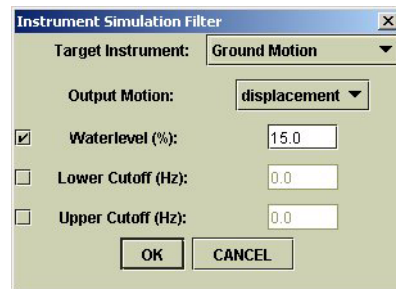 Instrument Simulation Filter
Target Instrument: Ground Motion
Output Motion: displacement
Waterlevel (%): 15.0
Lower Cutoff (Hz): 0.0
Upper Cutoff (Hz): 0.0
OK CANCEL